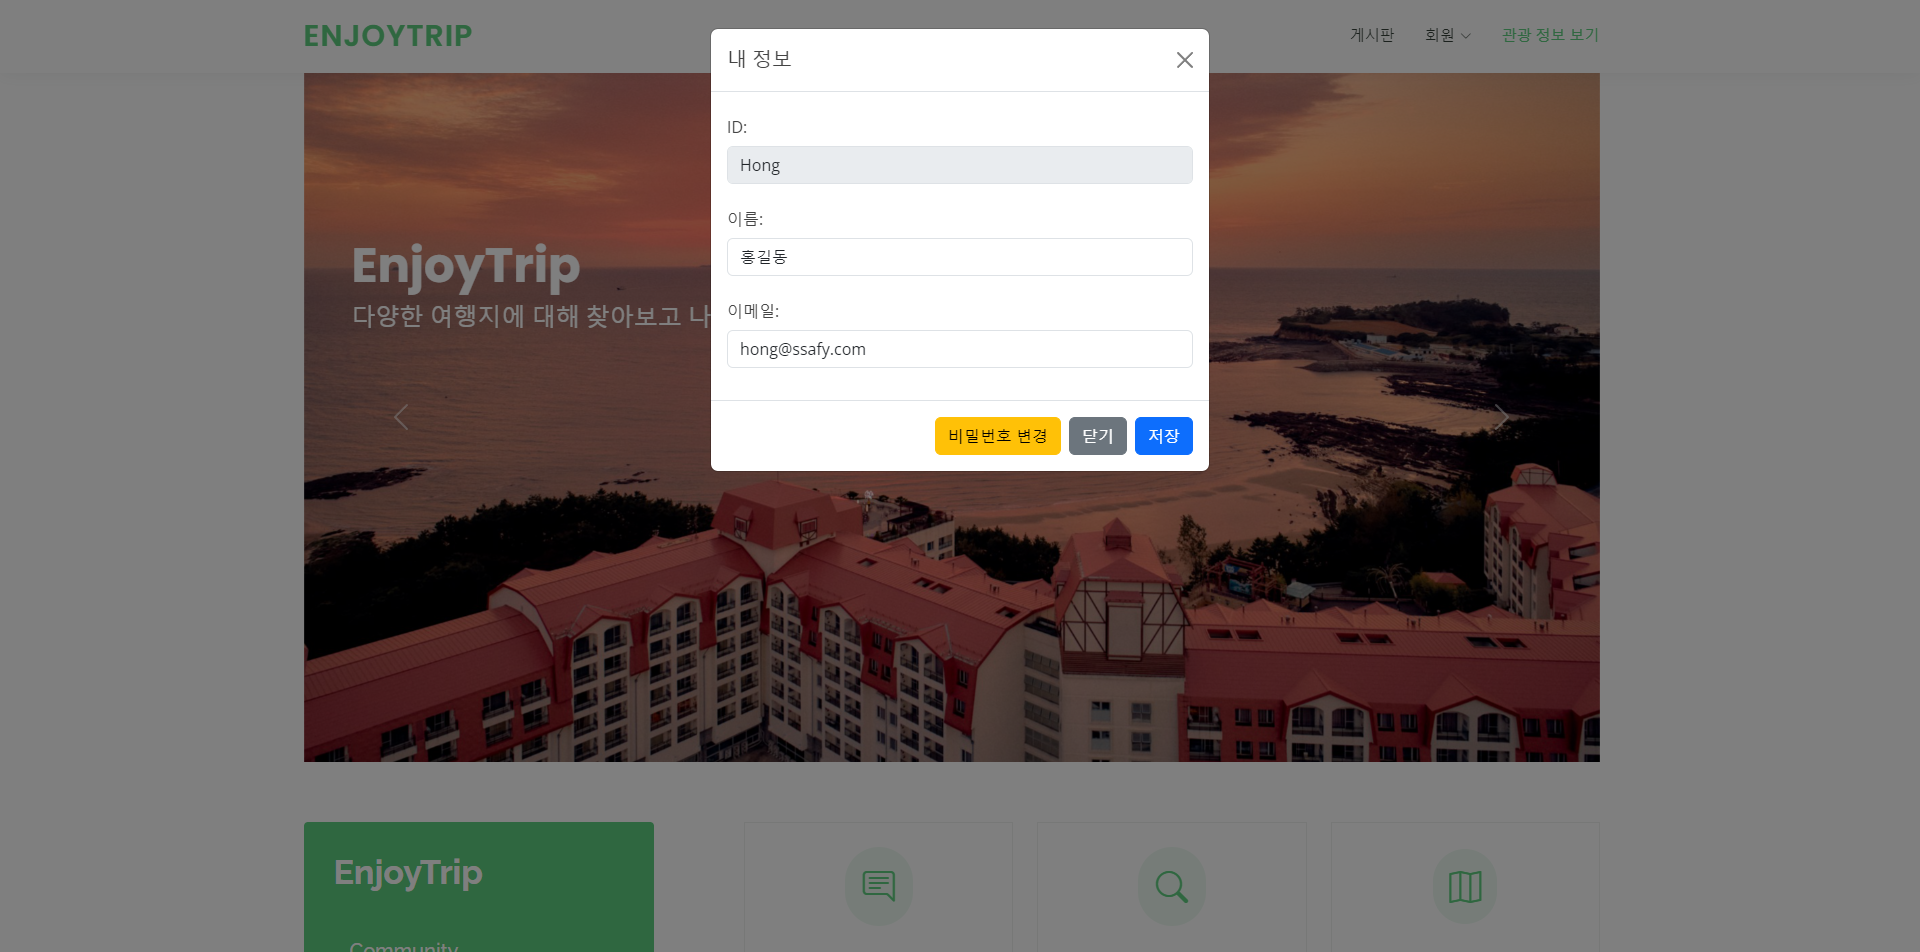 ENJOYTRIP
게시판
회원
관광 정보 보기
내 정보
ID:
Hong
이름:
홍길동
이메일:
hong@ssafy.com
비밀번호 변경
닫기
저장
EnjoyTrip
다양한 여행지에 대해 찾아보고 나
EnjoyTrip
Community